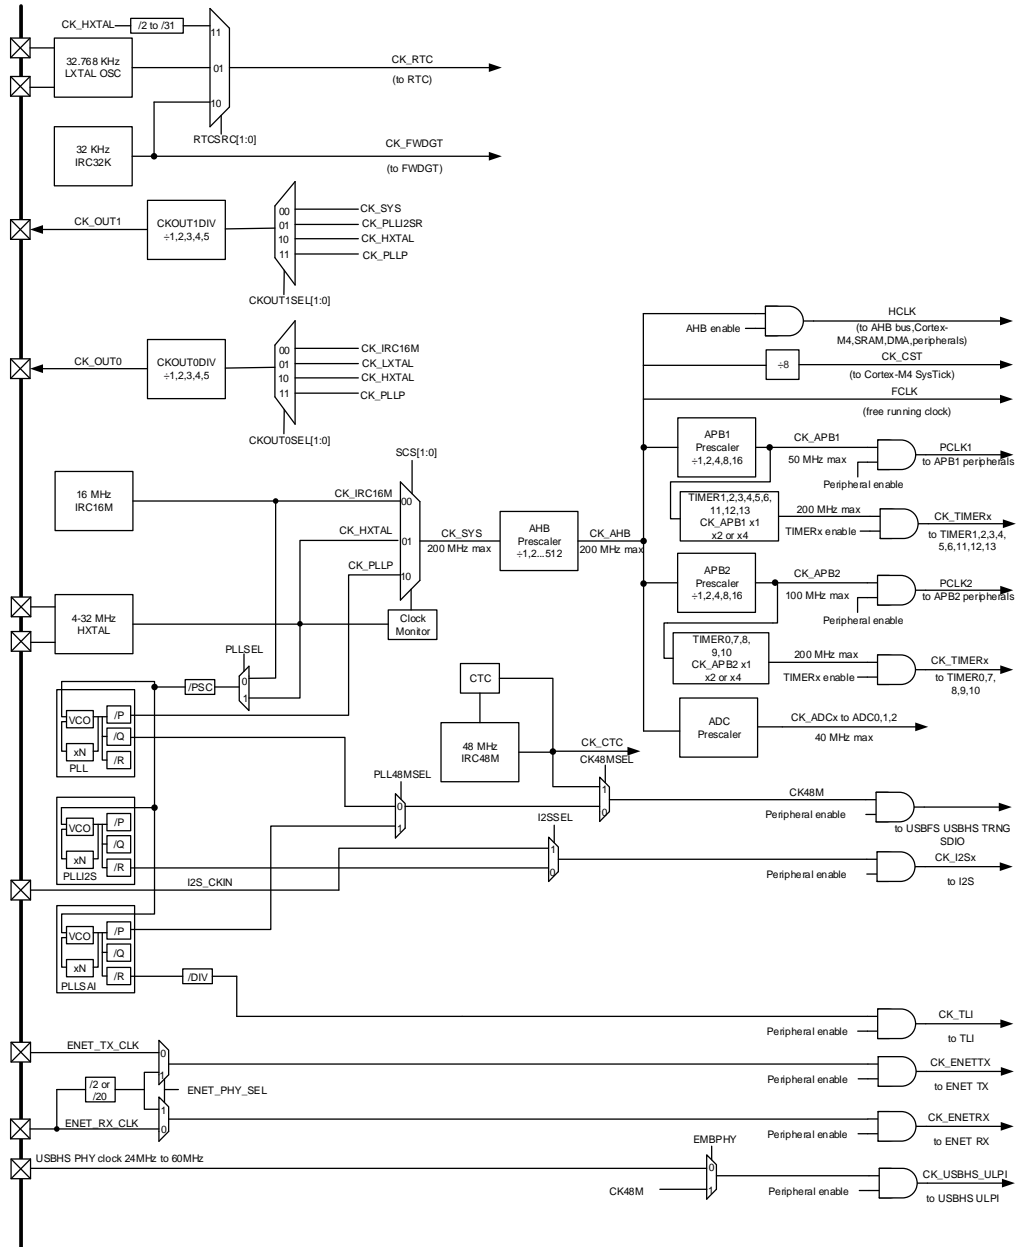 CK_HXTAL
/2 to /31
11
32.768 KHz
LXTAL OSC
01
CK_RTC
(to RTC)
10
RTCSRC[1:0]
32 KHz
IRC32K
CK_FWDGT
(to FWDGT)
CK_OUT1
CKOUT1DIV
÷1,2,3,4,5
00
01
10
11
CK_SYS
CK_PLLI2SR
CK_HXTAL
CK_PLLP
CKOUT1SEL[1:0]
CK_OUT0
CKOUT0DIV
÷1,2,3,4,5
00
01
10
11
CK_IRC16M
CK_LXTAL
CK_HXTAL
CK_PLLP
CKOUT0SEL[1:0]
AHB enable
HCLK
(to AHB bus,Cortex-
M4,SRAM,DMA,peripherals)
÷8
CK_CST
(to Cortex-M4 SysTick)
FCLK
(free running clock)
SCS[1:0]
16 MHz
IRC16M
CK_IRC16M
00
CK_HXTAL
01
CK_PLLP
10
CK_SYS
200 MHz max
AHB
Prescaler
÷1,2...512
CK_AHB
200 MHz max
APB1
Prescaler
÷1,2,4,8,16
CK_APB1
50 MHz max
Peripheral enable
PCLK1
to APB1 peripherals
TIMER1,2,3,4,5,6,
11,12,13
CK_APB1 x1
x2 or x4
200 MHz max
TIMERx enable
CK_TIMERx
to TIMER1,2,3,4,
5,6,11,12,13
APB2
Prescaler
÷1,2,4,8,16
CK_APB2
100 MHz max
Peripheral enable
PCLK2
to APB2 peripherals
TIMER0,7,8,
9,10
CK_APB2 x1
x2 or x4
200 MHz max
TIMERx enable
CK_TIMERx
to TIMER0,7,
8,9,10
ADC
Prescaler
CK_ADCx to ADC0,1,2
40 MHz max
4-32 MHz
HXTAL
Clock
Monitor
PLLSEL
0
1
/PSC
VCO
xN
/P
/Q
/R
PLL
CTC
48 MHz
IRC48M
CK_CTC
CK48MSEL
1
0
PLL48MSEL
0
1
CK48M
Peripheral enable
to USBFS USBHS TRNG
SDIO
VCO
xN
/P
/Q
/R
PLLI2S
I2SSEL
1
0
I2S_CKIN
Peripheral enable
CK_I2Sx
to I2S
VCO
xN
/P
/Q
/R
PLLSAI
/DIV
Peripheral enable
CK_TLI
to TLI
ENET_TX_CLK
0
1
/2 or
/20
ENET_PHY_SEL
1
0
ENET_RX_CLK
Peripheral enable
CK_ENETTX
to ENET TX
Peripheral enable
CK_ENETRX
to ENET RX
USBHS PHY clock 24MHz to 60MHz
EMBPHY
0
1
CK48M
Peripheral enable
CK_USBHS_ULPI
to USBHS ULPI